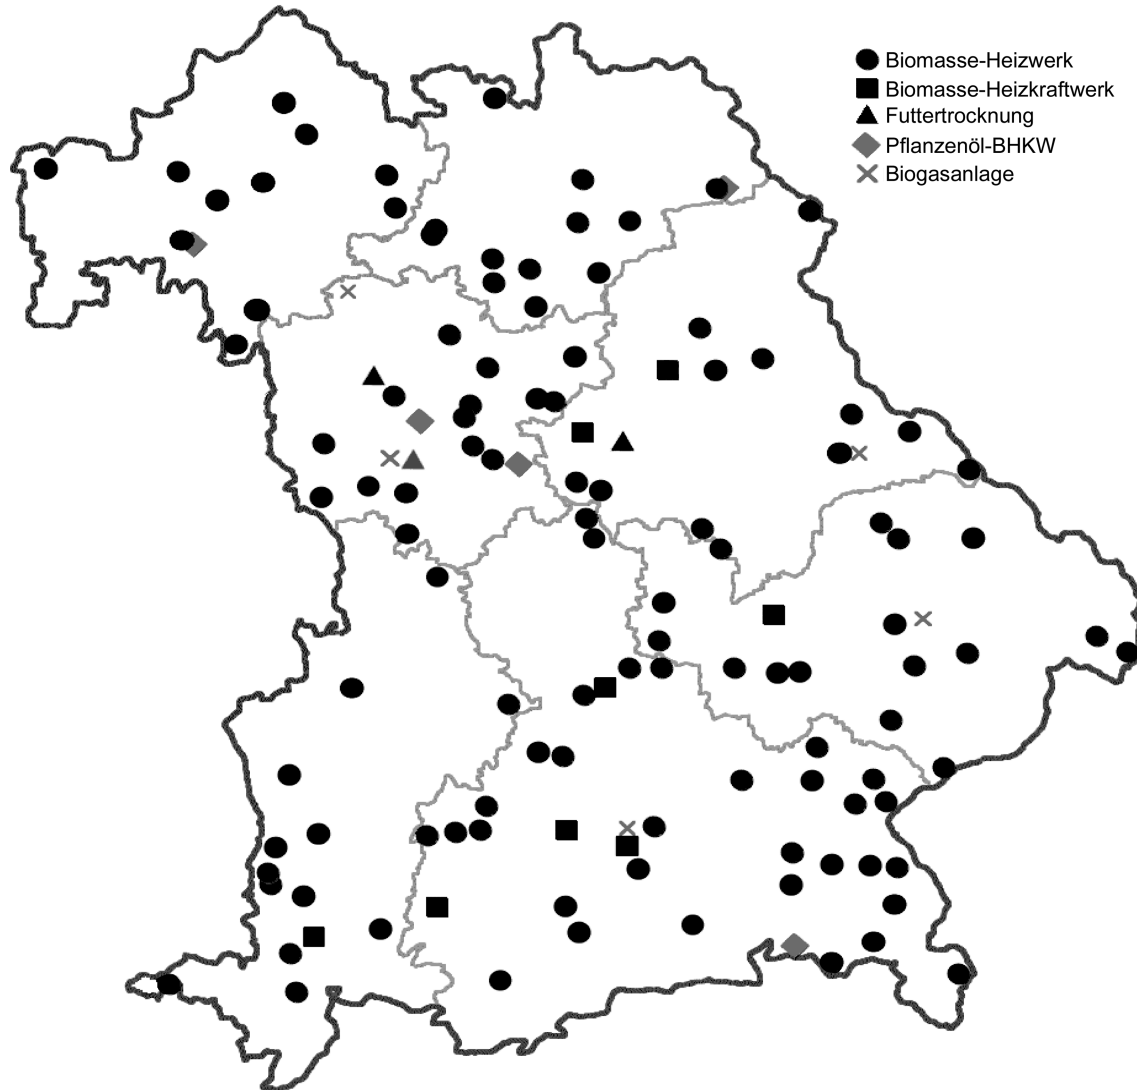 Biomasse-Heizwerk
Biomasse-Heizkraftwerk
Futtertrocknung
Pflanzenöl-BHKW
Biogasanlage